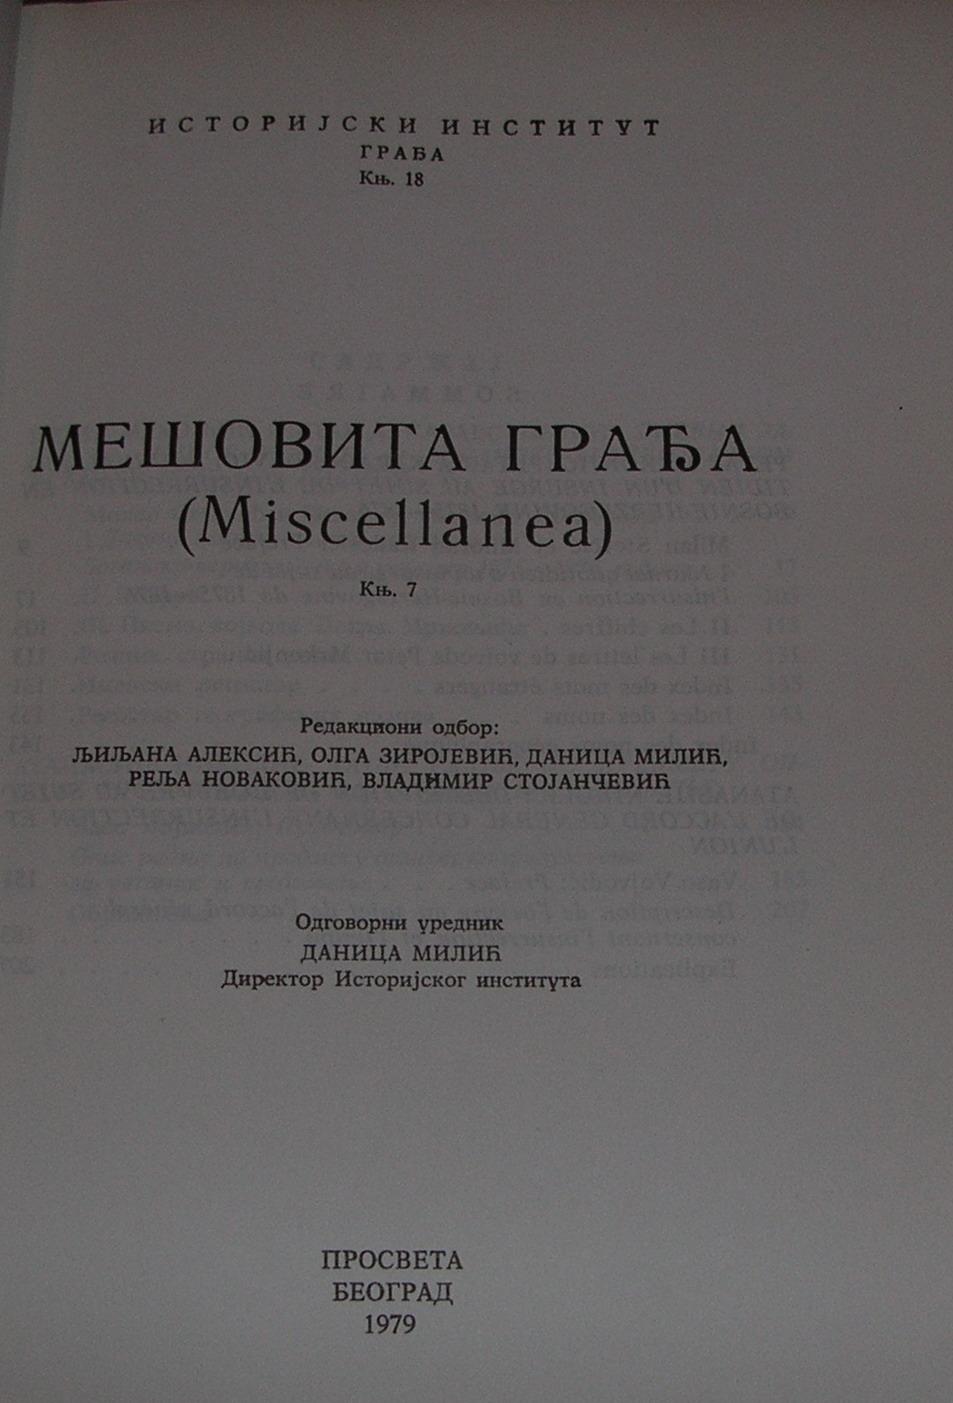 ИСТОРИЈСКИ ИНСТИТУТ
ГРАЂА
Књ. 18
МЕШОВИТА ГРАЂА
(Miscellanea)
Књ. 7
Редакциони одбор:
ЉИЉАНА АЛЕКСИЋ, ОЛГА ЗИРОЈЕВИЋ, ДАНИЦА МИЛИЋ,
РЕЉА НОВАКОВИЋ, ВЛАДИМИР СТОЈАНЧЕВИЋ
Одговорни уредник
ДАНИЦА МИЛИЋ
Директор Историјског института
ПРОСВЕТА
БЕОГРАД
1979